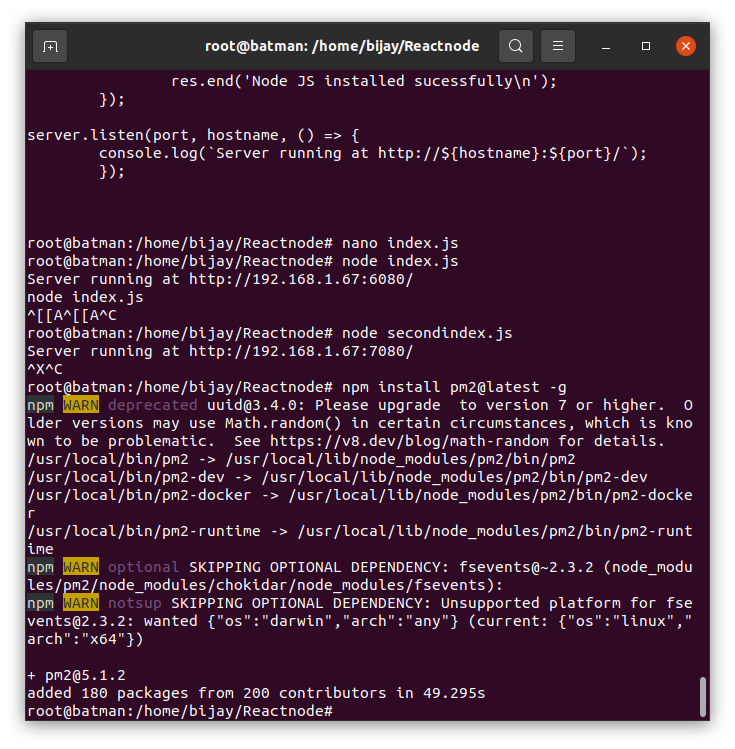 root@batman: /home/bijay/Reactnode
res.end('Node JS installed sucessfully\n');
});
server.listen(port, hostname, () => {
console.log(`Server running at http://${hostname}:${port}/`);
});
root@batman:/home/bijay/Reactnode# nano index.js
root@batman:/home/bijay/Reactnode# node index.js
Server running at http://192.168.1.67:6080/
node index.js
^[[A^[[A^C
root@batman:/home/bijay/Reactnode# node secondindex.js
Server running at http://192.168.1.67:7080/
^X^C
root@batman:/home/bijay/Reactnode# npm install pm2@latest -g
npm WARN deprecated uuid@3.4.0: Please upgrade  to version 7 or higher.  O
lder versions may use Math.random() in certain circumstances, which is kno
wn to be problematic.  See https://v8.dev/blog/math-random for details.
/usr/local/bin/pm2 -> /usr/local/lib/node_modules/pm2/bin/pm2
/usr/local/bin/pm2-dev -> /usr/local/lib/node_modules/pm2/bin/pm2-dev
/usr/local/bin/pm2-docker -> /usr/local/lib/node_modules/pm2/bin/pm2-docke
r
/usr/local/bin/pm2-runtime -> /usr/local/lib/node_modules/pm2/bin/pm2-runt
ime
npm WARN optional SKIPPING OPTIONAL DEPENDENCY: fsevents@~2.3.2 (node_modu
les/pm2/node_modules/chokidar/node_modules/fsevents):
npm WARN notsup SKIPPING OPTIONAL DEPENDENCY: Unsupported platform for fse
vents@2.3.2: wanted {"os":"darwin","arch":"any"} (current: {"os":"linux","
arch":"x64"})
+ pm2@5.1.2
added 180 packages from 200 contributors in 49.295s
root@batman:/home/bijay/Reactnode#